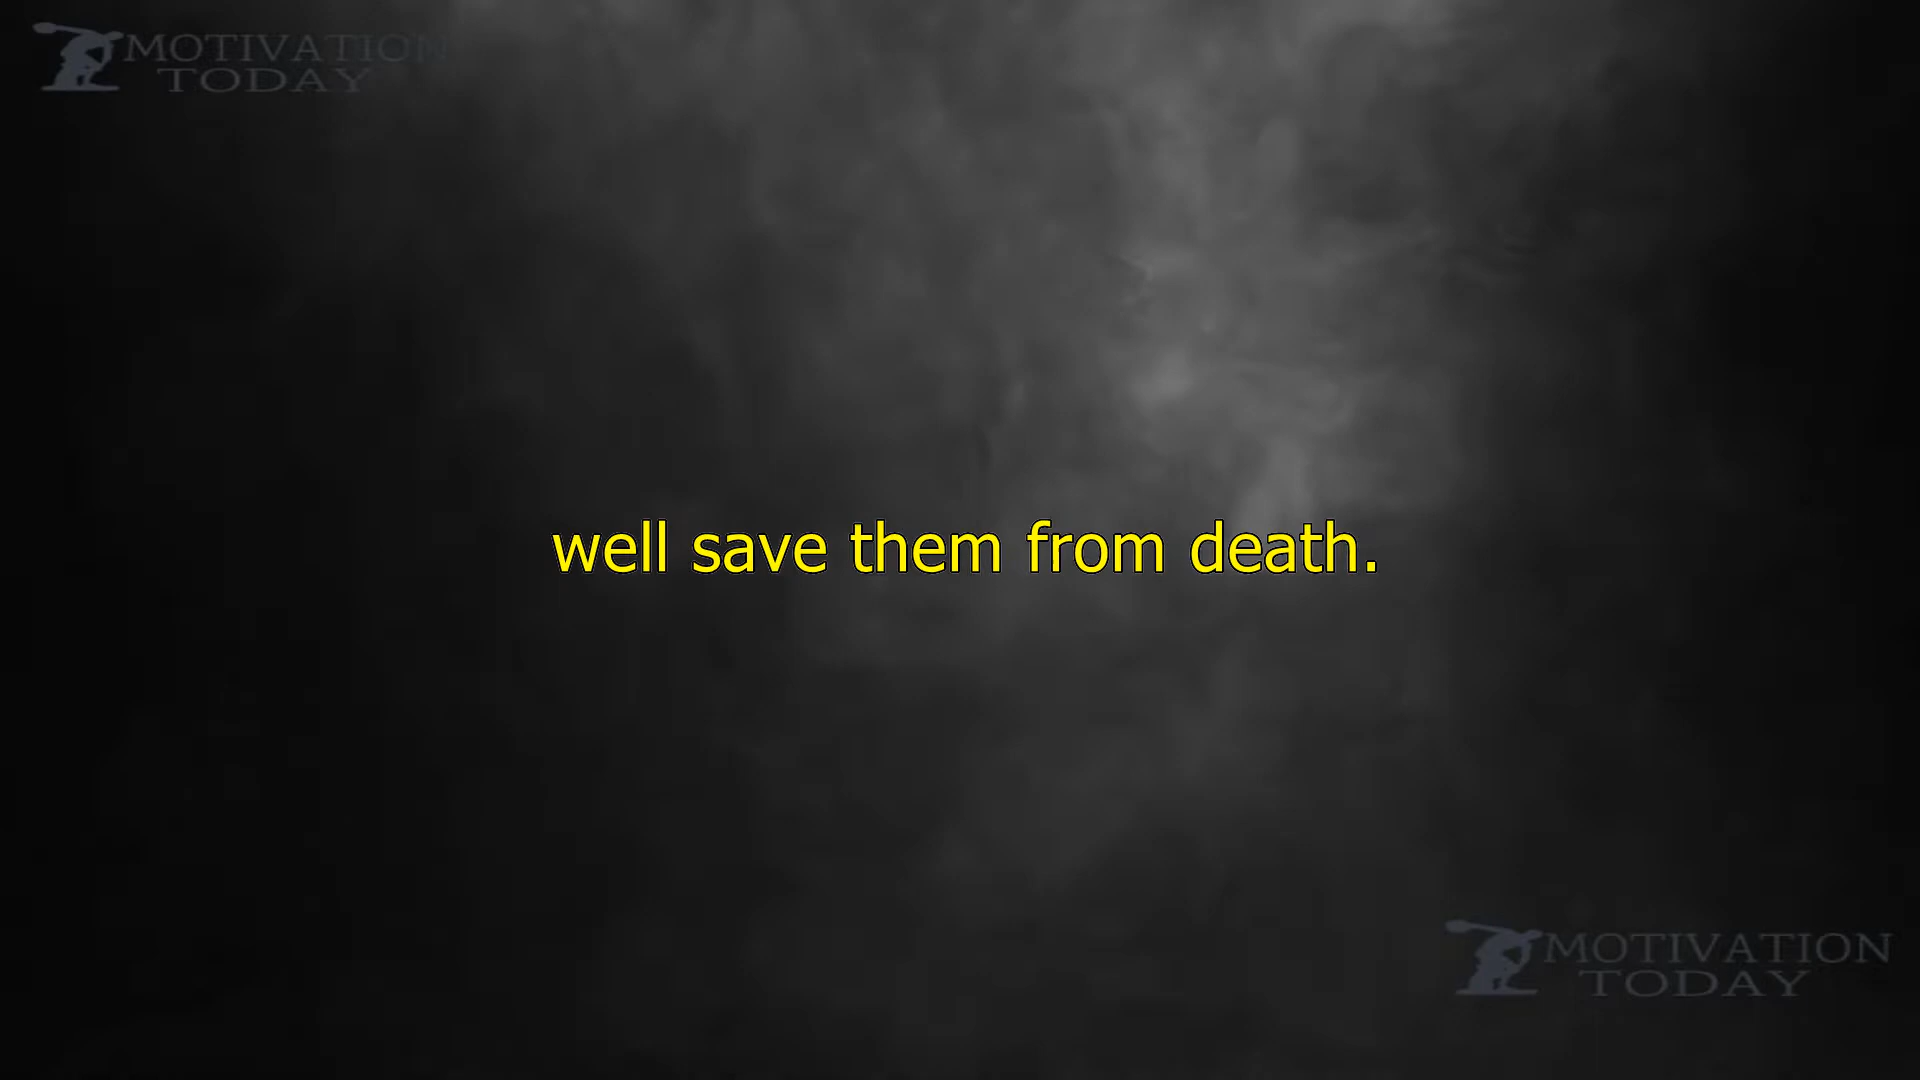 MOTIVATION
TODAY
well save them from death.
MOTIVATION
TODAY